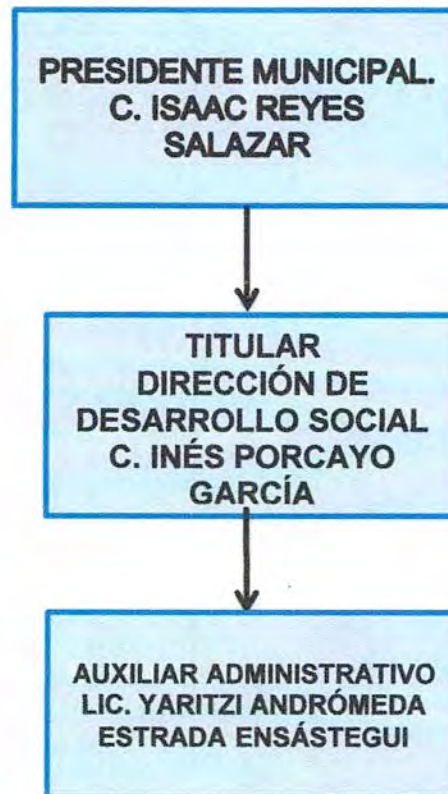 PRESIDENTE MUNICIPAL.
C. ISAAC REYES
SALAZAR
TITULAR
DIRECCIÓN DE
DESARROLLO SOCIAL
C. INÉS PORCAYO
GARCÍA
AUXILIAR ADMINISTRATIVO
LIC. YARITZI ANDRÓMEDA
ESTRADA ENSÁSTEGUI